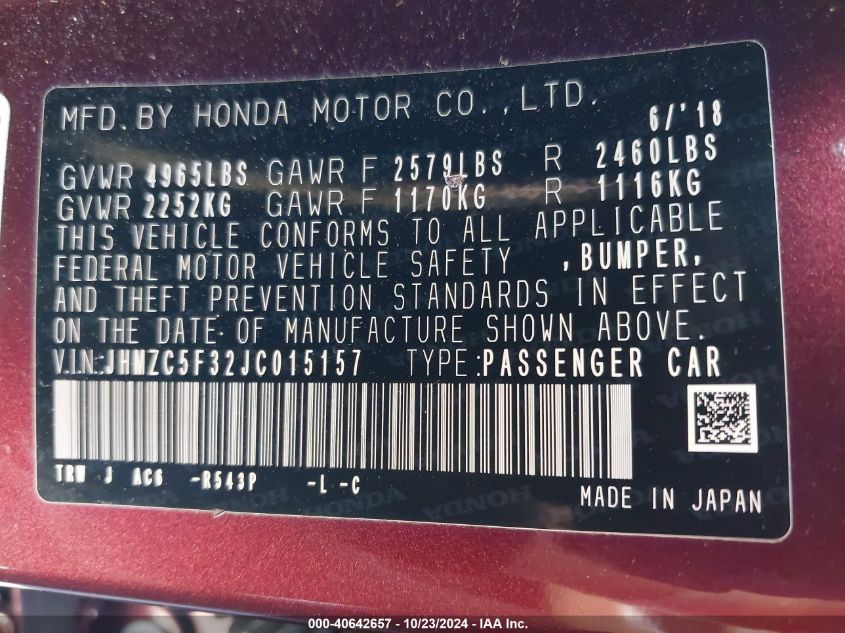 MFD. BY HONDA MOTOR CO., LTD. 6/'18
GVWR 4965LBS GAWR F 2579LBS R 2460LBS
GVWR 2252KG GAWR F 1170KG R 1116KG
THIS VEHICLE CONFORMS TO ALL APPLICABLE
FEDERAL MOTOR VEHICLE SAFETY , BUMPER,
AND THEFT PREVENTION STANDARDS IN EFFECT
ON THE DATE OF MANUFACTURE SHOWN ABOVE.
V.I.N: JHMZC5F32JC015157 TYPE: PASSENGER CAR
TRW J AC6 -R543P -L -C
MADE IN JAPAN
000-40642657 - 10/23/2024 - IAA Inc.